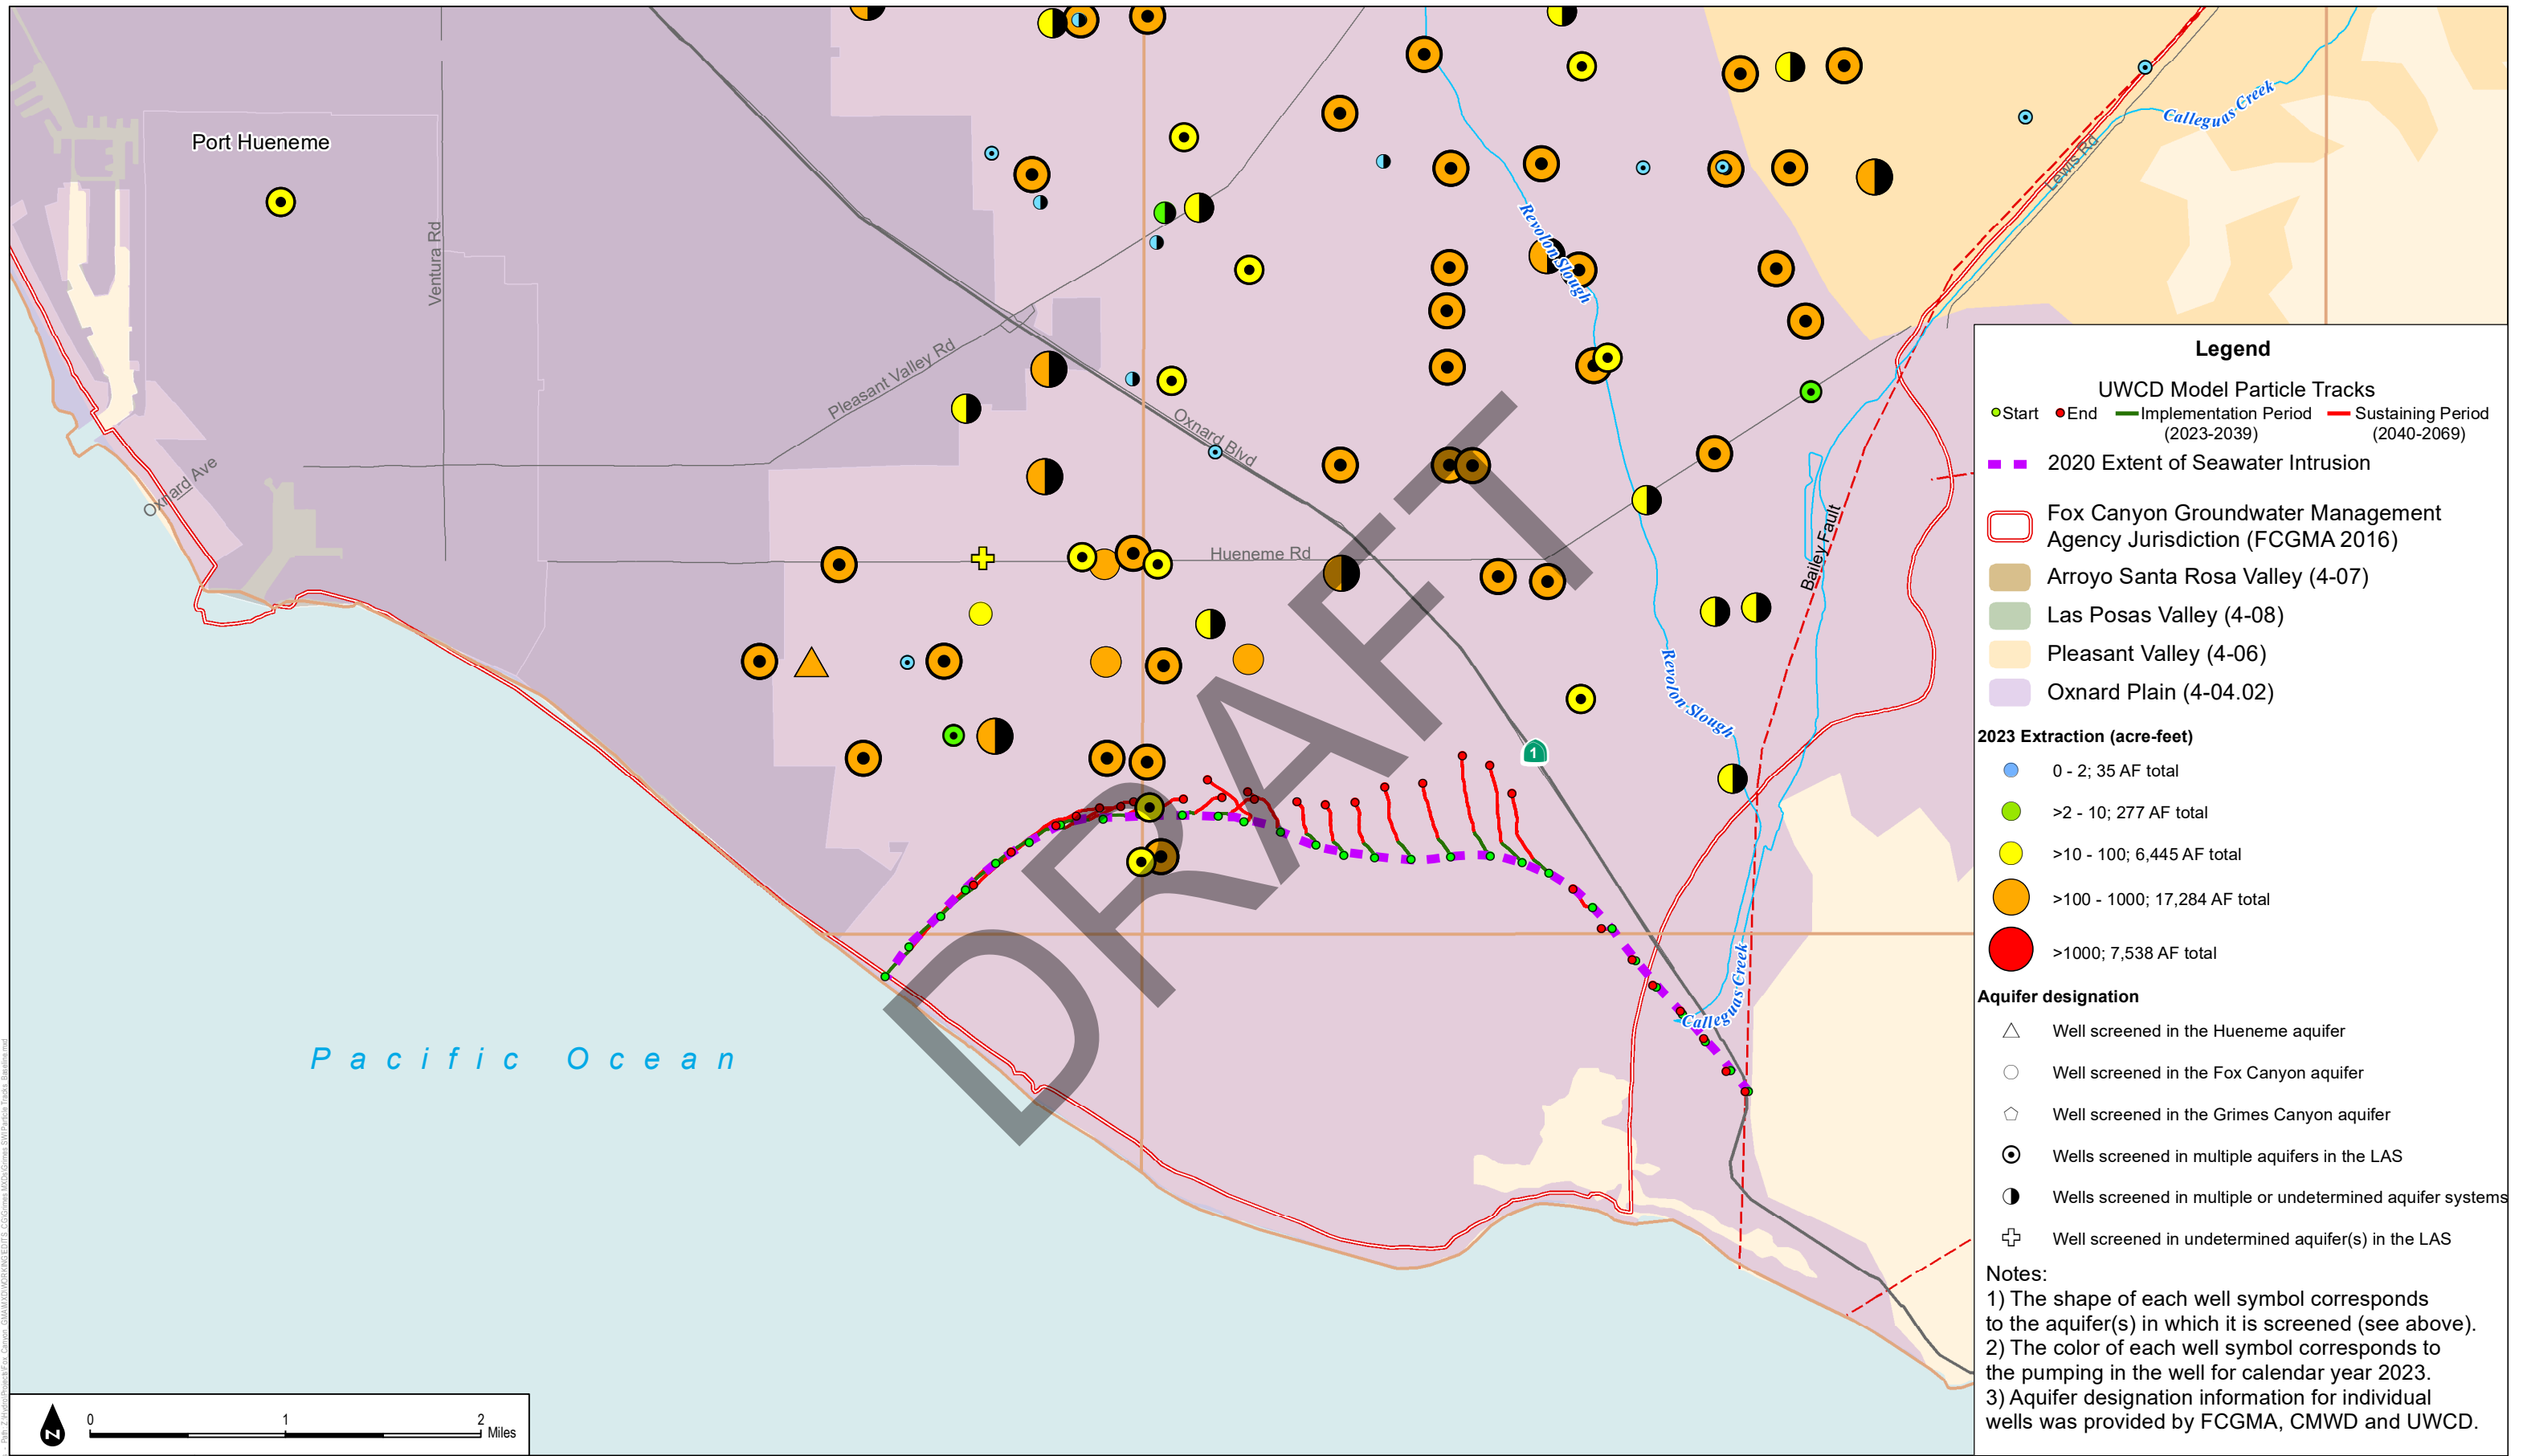 Port Hueneme
Ventura Rd
Oxnard Ave
Pleasant Valley Rd
Oxnard Blvd
Hueneme Rd
Revolon Slough
Revolon Slough
Calleguas Creek
Calleguas Creek
Lewis Rd
Bailey Fault
1
DRAFT
Pacific Ocean
0 1 2
Miles
N
Legend
UWCD Model Particle Tracks
Start End Implementation Period Sustaining Period
(2023-2039) (2040-2069)
2020 Extent of Seawater Intrusion
Fox Canyon Groundwater Management
Agency Jurisdiction (FCGMA 2016)
Arroyo Santa Rosa Valley (4-07)
Las Posas Valley (4-08)
Pleasant Valley (4-06)
Oxnard Plain (4-04.02)
2023 Extraction (acre-feet)
0 - 2; 35 AF total
>2 - 10; 277 AF total
>10 - 100; 6,445 AF total
>100 - 1000; 17,284 AF total
>1000; 7,538 AF total
Aquifer designation
Well screened in the Hueneme aquifer
Well screened in the Fox Canyon aquifer
Well screened in the Grimes Canyon aquifer
Wells screened in multiple aquifers in the LAS
Wells screened in multiple or undetermined aquifer systems
Well screened in undetermined aquifer(s) in the LAS
Notes:
1) The shape of each well symbol corresponds
to the aquifer(s) in which it is screened (see above).
2) The color of each well symbol corresponds to
the pumping in the well for calendar year 2023.
3) Aquifer designation information for individual
wells was provided by FCGMA, CMWD and UWCD.